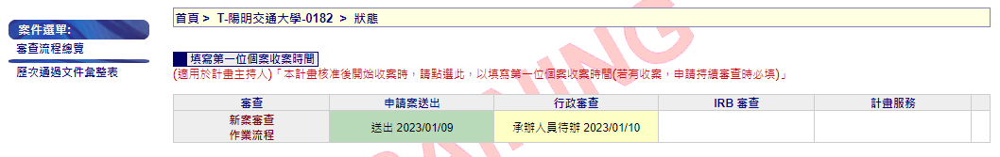 案件選單:
審查流程總覽
歷次通過文件彙整表
首頁 > T-陽明交通大學-0182 > 狀態
填寫第一位個案收案時間
(適用於計畫主持人)「本計畫核准後開始收案時，請點選此，以填寫第一位個案收案時間(若有收案，申請持續審查時必填)」
審查 申請案送出 行政審查 IRB 審查 計畫服務
新案審查
作業流程
送出 2023/01/09 承辦人員待辦 2023/01/10
RAINING